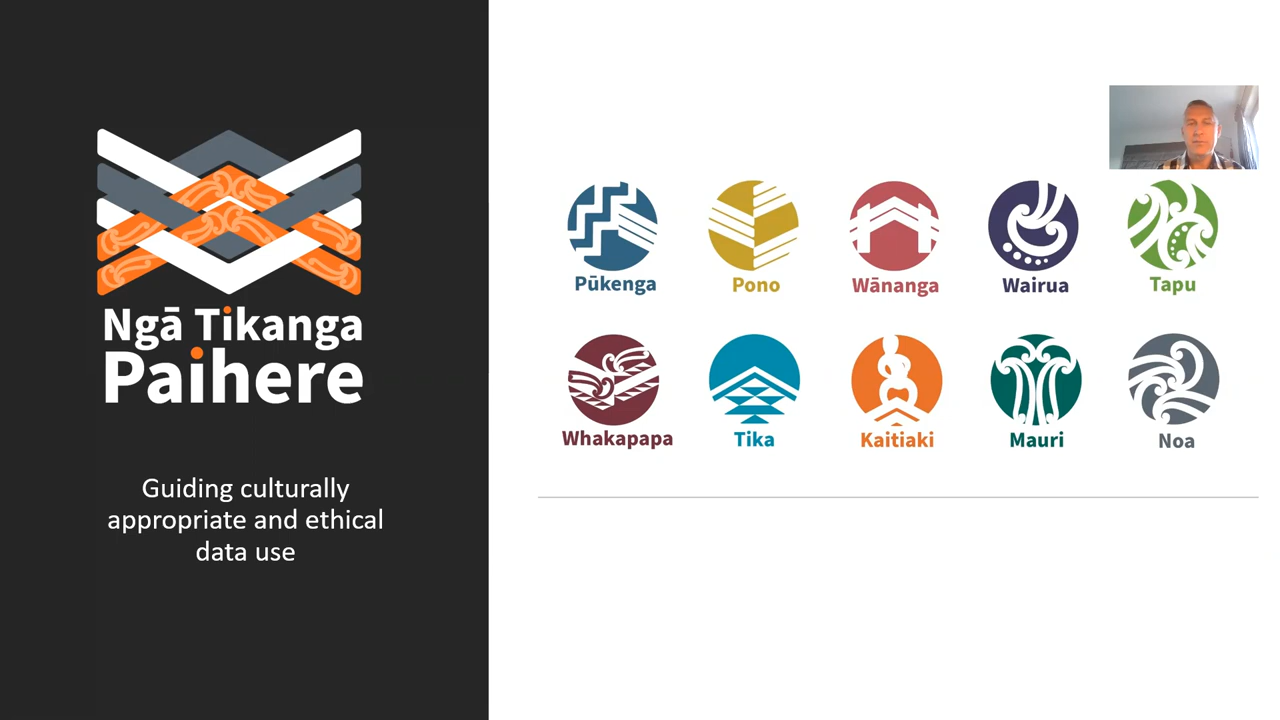 Ngā Tikanga
Paihere
Guiding culturally
appropriate and ethical
data use
Pūkenga
Pono
Wānanga
Wairua
Tapu
Whakapapa
Tika
Kaitiaki
Mauri
Noa